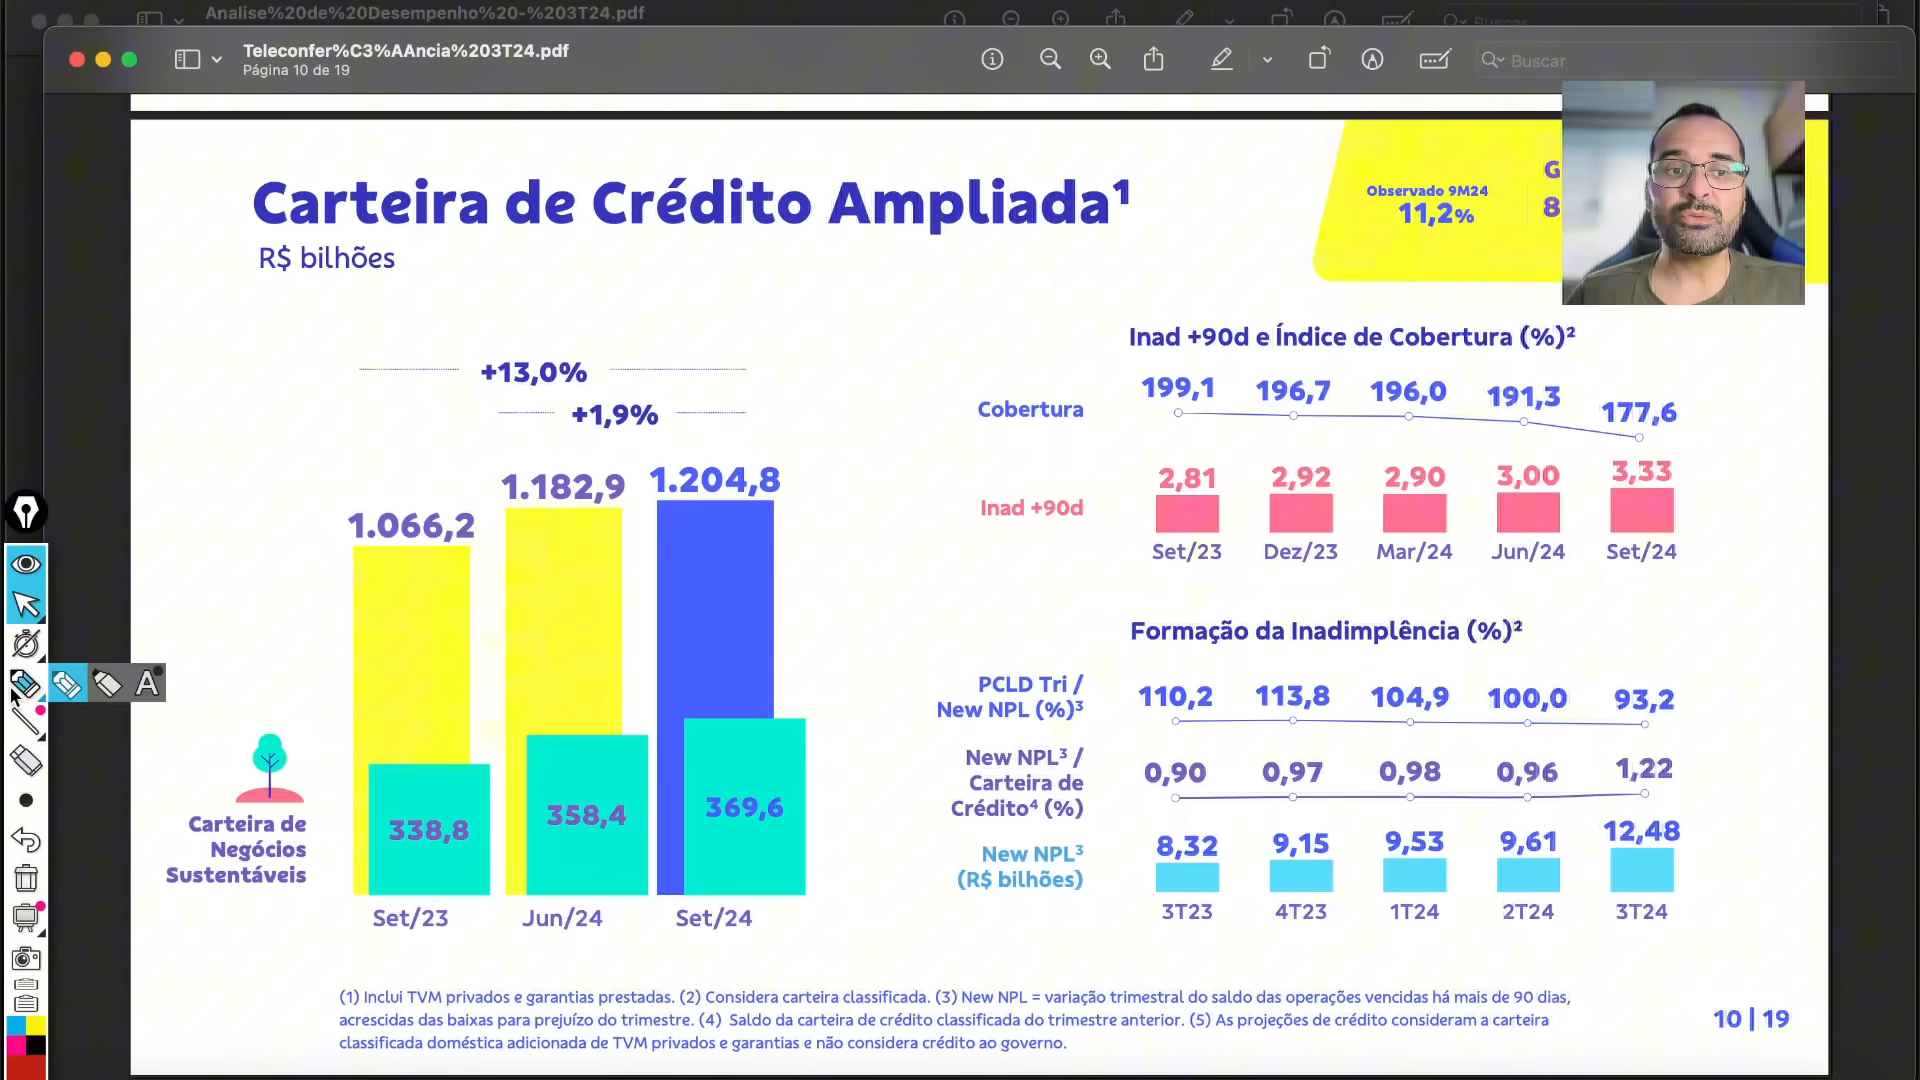 Analise%20de%20Desempenho%20-%203T24.pdf
Buscar
Teleconfer%C3%AAncia%203T24.pdf
Página 10 de 19
Buscar
Carteira de Crédito Ampliada¹
R$ bilhões
Observado 9M24
11,2%
G
8
+13,0%
+1,9%
1.066,2
1.182,9
1.204,8
338,8
358,4
369,6
Carteira de
Negócios
Sustentáveis
Set/23
Jun/24
Set/24
Inad +90d e Índice de Cobertura (%)²
Cobertura
199,1
196,7
196,0
191,3
177,6
Inad +90d
2,81
2,92
2,90
3,00
3,33
Set/23
Dez/23
Mar/24
Jun/24
Set/24
Formação da Inadimplência (%)²
PCLD Tri /
New NPL (%)³
110,2
113,8
104,9
100,0
93,2
New NPL³ /
Carteira de
Crédito⁴ (%)
0,90
0,97
0,98
0,96
1,22
New NPL³
(R$ bilhões)
8,32
9,15
9,53
9,61
12,48
3T23
4T23
1T24
2T24
3T24
A
(1) Inclui TVM privados e garantias prestadas. (2) Considera carteira classificada. (3) New NPL = variação trimestral do saldo das operações vencidas há mais de 90 dias,
acrescidas das baixas para prejuízo do trimestre. (4) Saldo da carteira de crédito classificada do trimestre anterior. (5) As projeções de crédito consideram a carteira
classificada doméstica adicionada de TVM privados e garantias e não considera crédito ao governo.
10 | 19